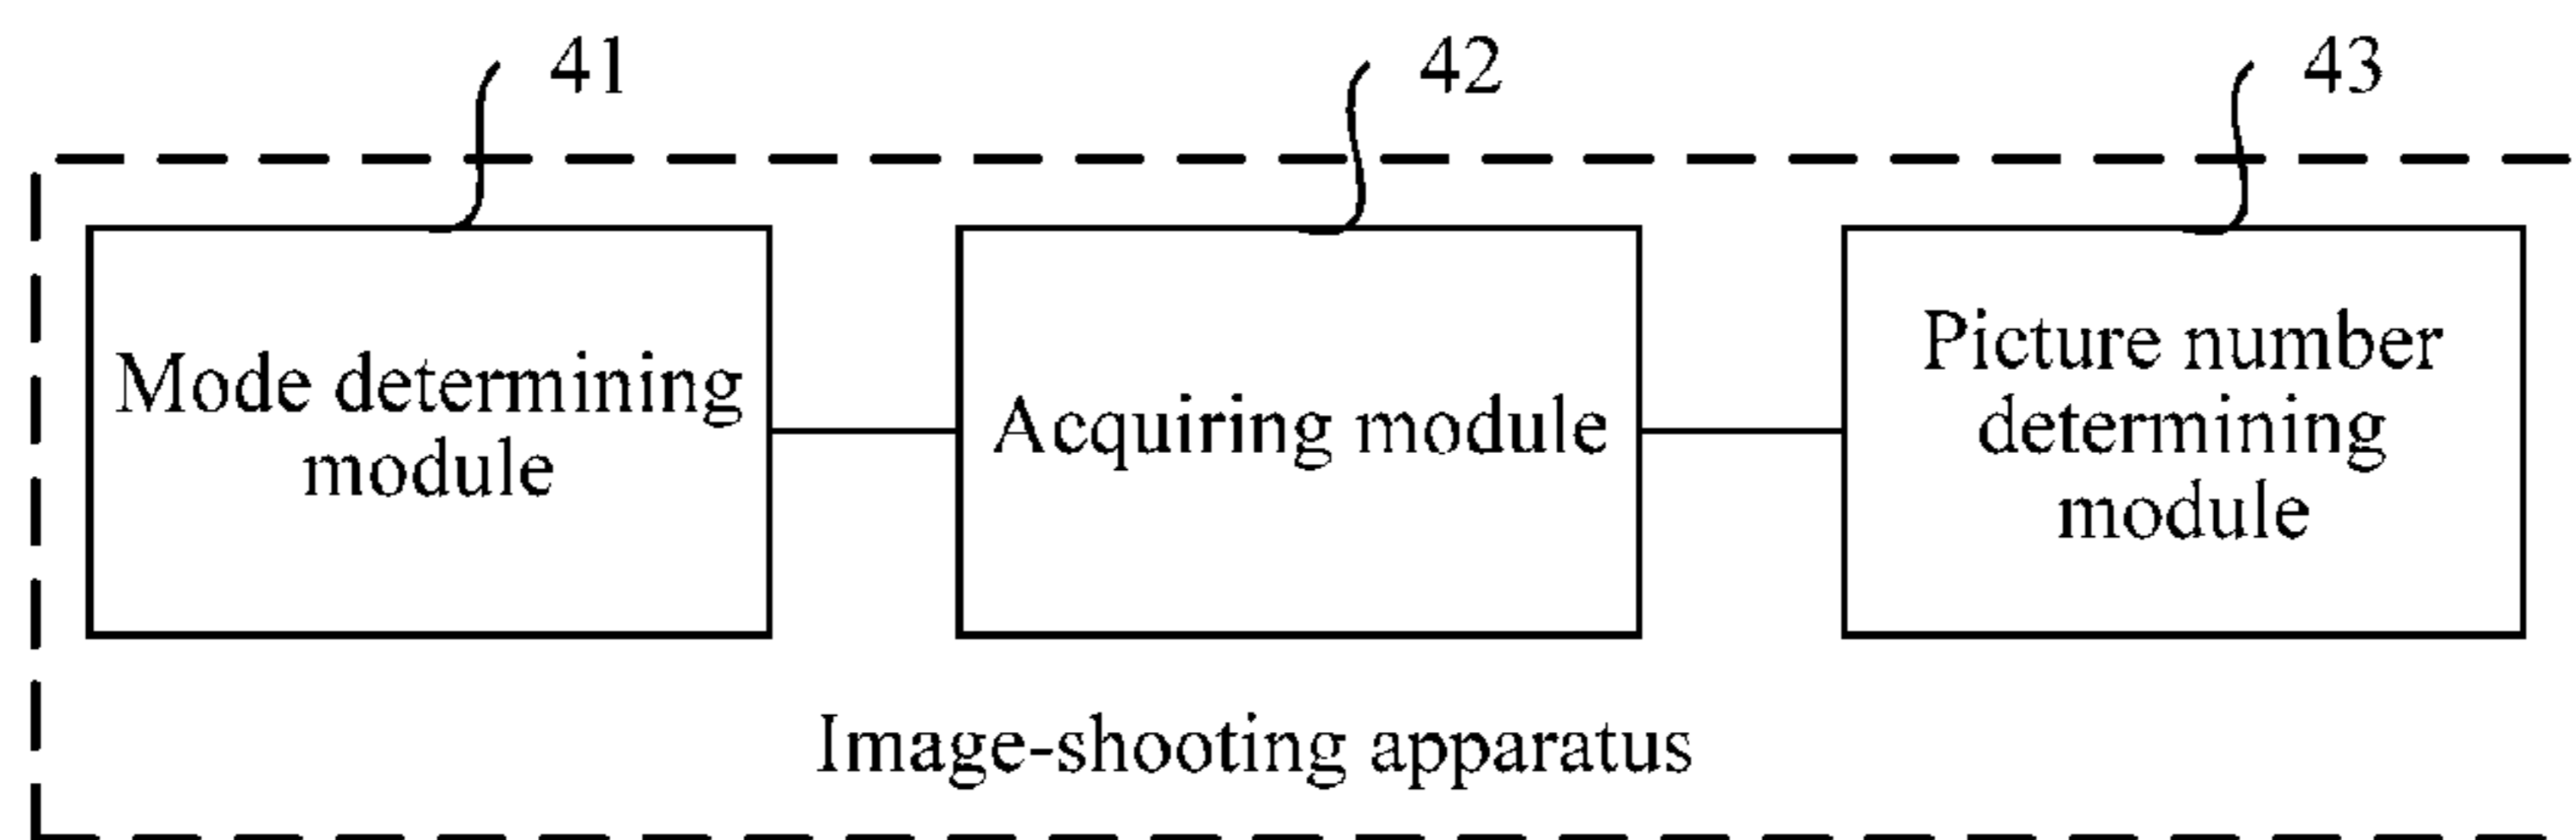 41
42
43
Mode determining
module
Acquiring module
Picture number
determining
module
Image-shooting apparatus